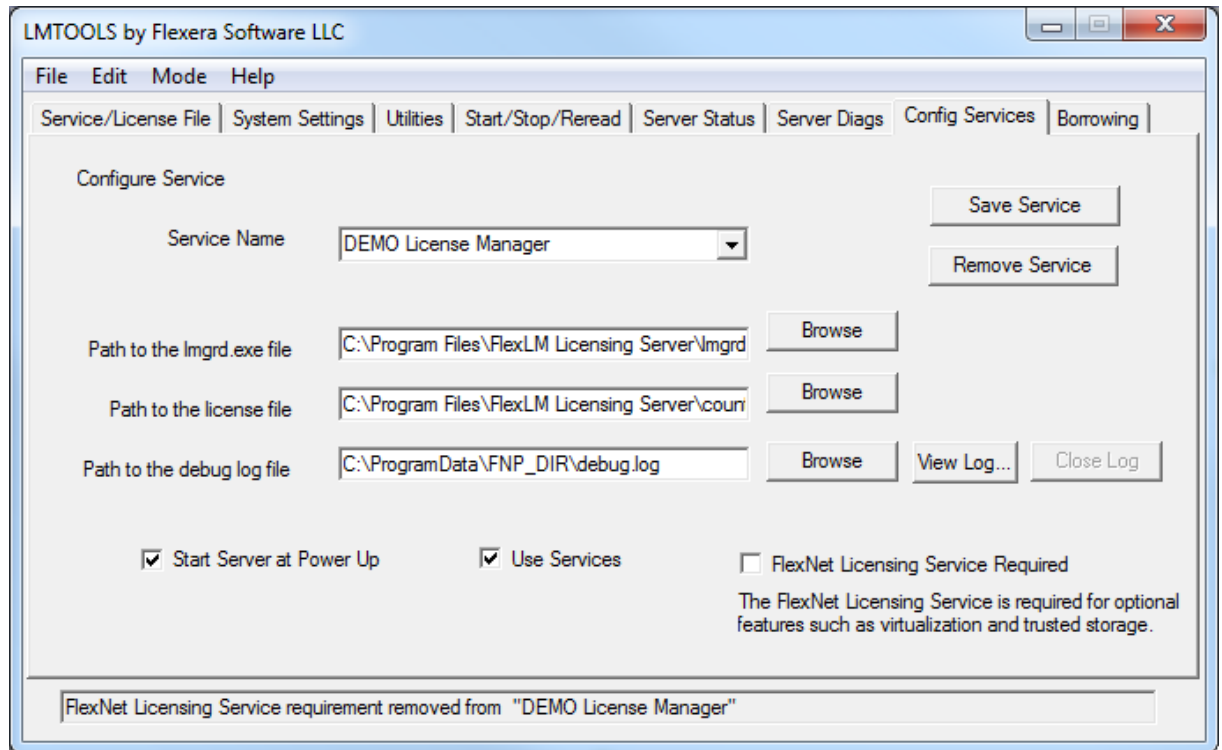 LMTOOLS by Flexera Software LLC
File Edit Mode Help
Service/License File System Settings Utilities Start/Stop/Reread Server Status Server Diags Config Services Borrowing
Configure Service
Save Service
Service Name DEMO License Manager
Remove Service
Path to the lmgrd.exe file C:\Program Files\FlexLM Licensing Server\lmgrd Browse
Path to the license file C:\Program Files\FlexLM Licensing Server\coun Browse
Path to the debug log file C:\ProgramData\FNP_DIR\debug.log Browse View Log... Close Log
Start Server at Power Up Use Services FlexNet Licensing Service Required
The FlexNet Licensing Service is required for optional
features such as virtualization and trusted storage.
FlexNet Licensing Service requirement removed from "DEMO License Manager"